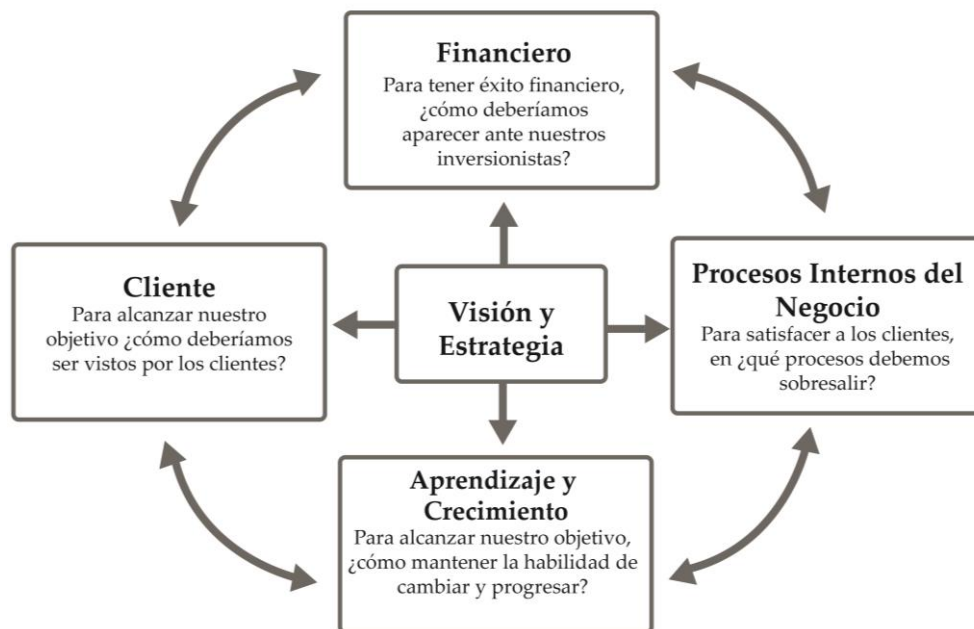 Financiero
Para tener éxito financiero,
¿cómo deberíamos
aparecer ante nuestros
inversionistas?
Cliente
Para alcanzar nuestro
objetivo ¿cómo deberíamos
ser vistos por los clientes?
Visión y
Estrategia
Procesos Internos del
Negocio
Para satisfacer a los clientes,
en ¿qué procesos debemos
sobresalir?
Aprendizaje y
Crecimiento
Para alcanzar nuestro objetivo,
¿cómo mantener la habilidad de
cambiar y progresar?